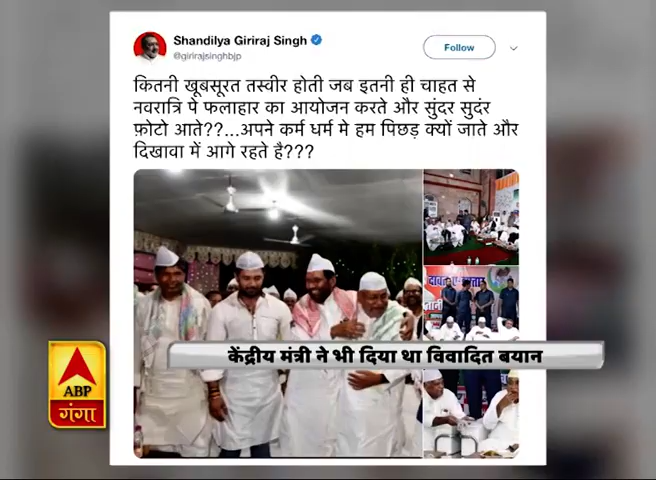 Shandilya Giriraj Singh
Follow
@girirajsinghbjp
कितनी खूबसूरत तस्वीर होती जब इतनी ही चाहत से
नवरात्रि पे फलाहार का आयोजन करते और सुंदर सुदंर
फ़ोटो आते??...अपने कर्म धर्म मे हम पिछड़ क्यों जाते और
दिखावा में आगे रहते है???
केंद्रीय मंत्री ने भी दिया था विवादित बयान
ABP
गंगा